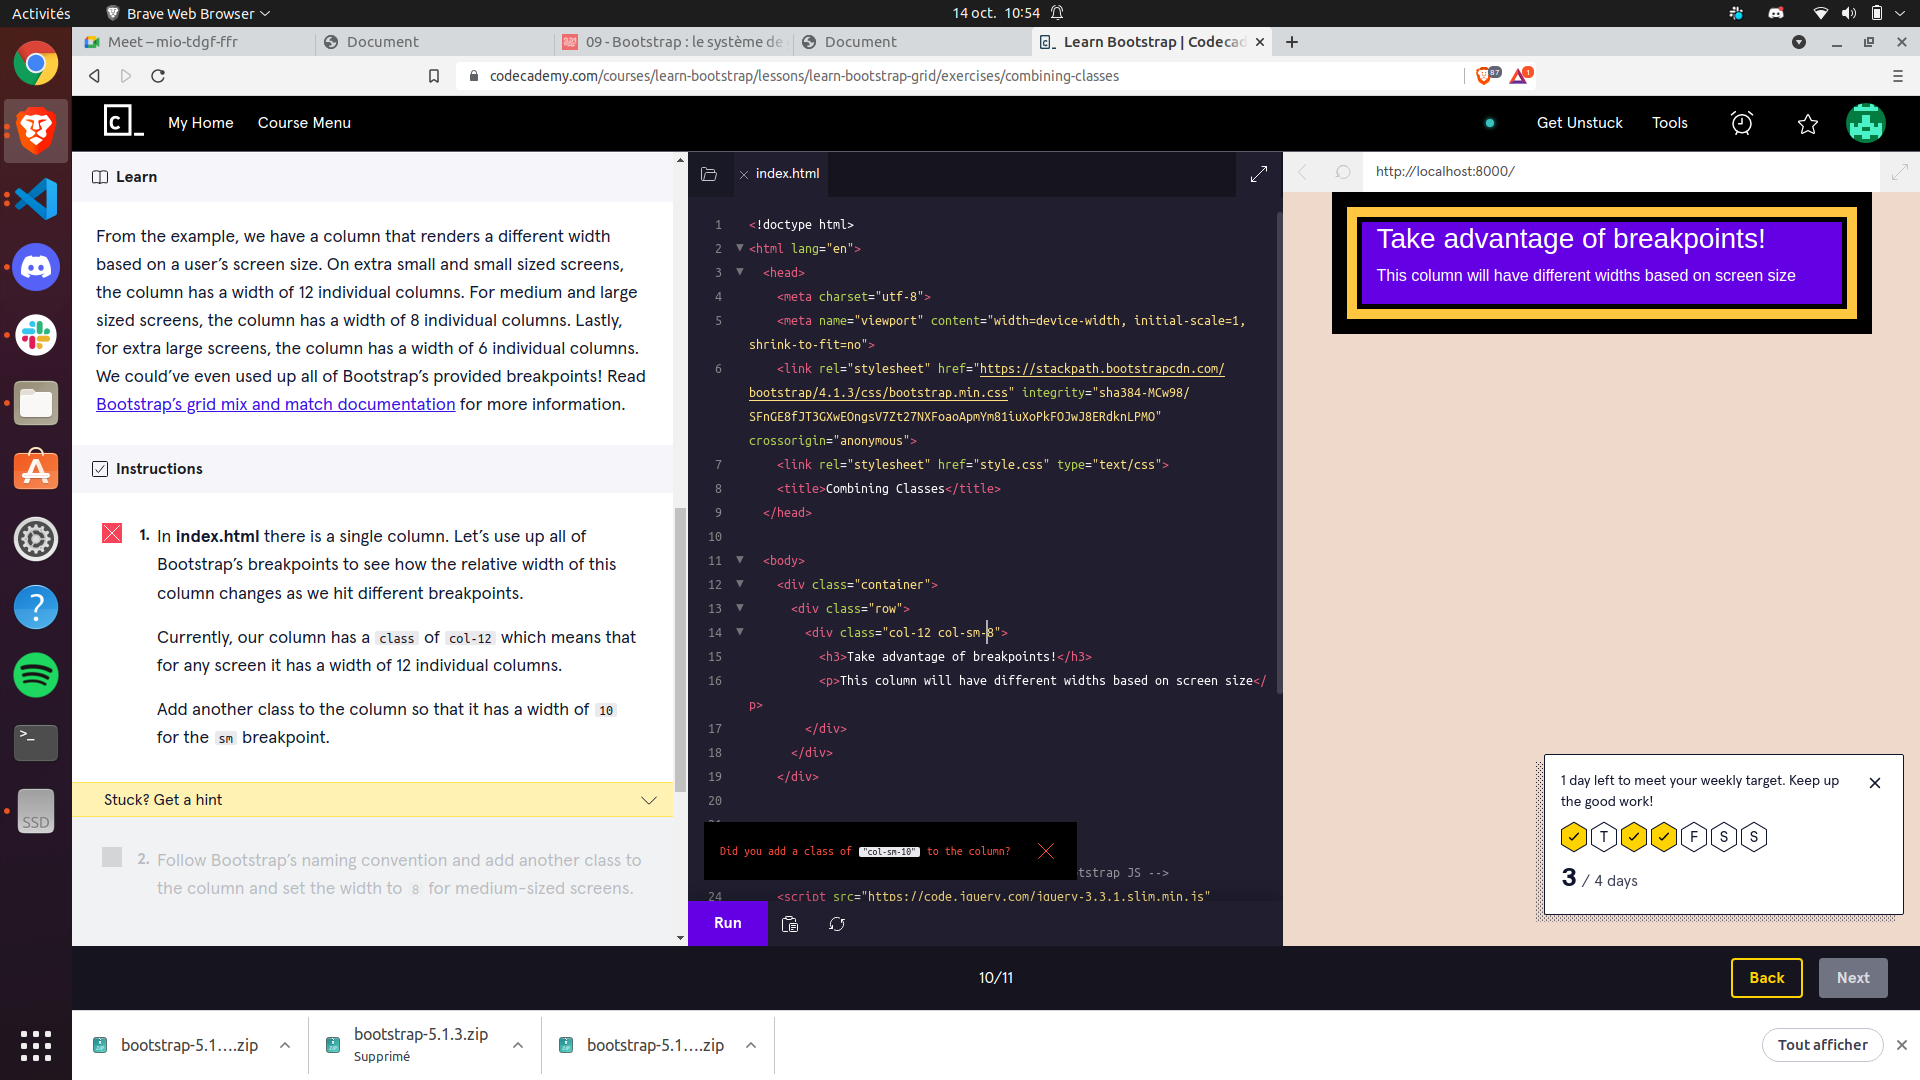 Activités
Brave Web Browser
14 oct. 10:54
Meet – mio-tdgf-ffr
Document
09 - Bootstrap : le système de
Document
Learn Bootstrap | Codecad
codecademy.com/courses/learn-bootstrap/lessons/learn-bootstrap-grid/exercises/combining-classes
87
1
My Home
Course Menu
Get Unstuck
Tools
Learn
From the example, we have a column that renders a different width
based on a user’s screen size. On extra small and small sized screens,
the column has a width of 12 individual columns. For medium and large
sized screens, the column has a width of 8 individual columns. Lastly,
for extra large screens, the column has a width of 6 individual columns.
We could’ve even used up all of Bootstrap’s provided breakpoints! Read
Bootstrap’s grid mix and match documentation for more information.
Instructions
1. In index.html there is a single column. Let’s use up all of
Bootstrap’s breakpoints to see how the relative width of this
column changes as we hit different breakpoints.
Currently, our column has a class of col-12 which means that
for any screen it has a width of 12 individual columns.
Add another class to the column so that it has a width of 10
for the sm breakpoint.
Stuck? Get a hint
2. Follow Bootstrap’s naming convention and add another class to
the column and set the width to 8 for medium-sized screens.
index.html
1 <!doctype html>
2 <html lang="en">
3 <head>
4 <meta charset="utf-8">
5 <meta name="viewport" content="width=device-width, initial-scale=1,
shrink-to-fit=no">
6 <link rel="stylesheet" href="https://stackpath.bootstrapcdn.com/
bootstrap/4.1.3/css/bootstrap.min.css" integrity="sha384-MCw98/
SFnGE8fJT3GXwEOngsV7Zt27NXFoaoApmYm81iuXoPkFOJwJ8ERdknLPMO"
crossorigin="anonymous">
7 <link rel="stylesheet" href="style.css" type="text/css">
8 <title>Combining Classes</title>
9 </head>
10
11 <body>
12 <div class="container">
13 <div class="row">
14 <div class="col-12 col-sm-8">
15 <h3>Take advantage of breakpoints!</h3>
16 <p>This column will have different widths based on screen size</
p>
17 </div>
18 </div>
19 </div>
20
Did you add a class of "col-sm-10" to the column?
tstrap JS -->
24 <script src="https://code.jquery.com/jquery-3.3.1.slim.min.js"
Run
http://localhost:8000/
Take advantage of breakpoints!
This column will have different widths based on screen size
1 day left to meet your weekly target. Keep up
the good work!
T F S S
3 / 4 days
10/11
Back
Next
SSD
bootstrap-5.1....zip
bootstrap-5.1.3.zip
Supprimé
bootstrap-5.1....zip
Tout afficher